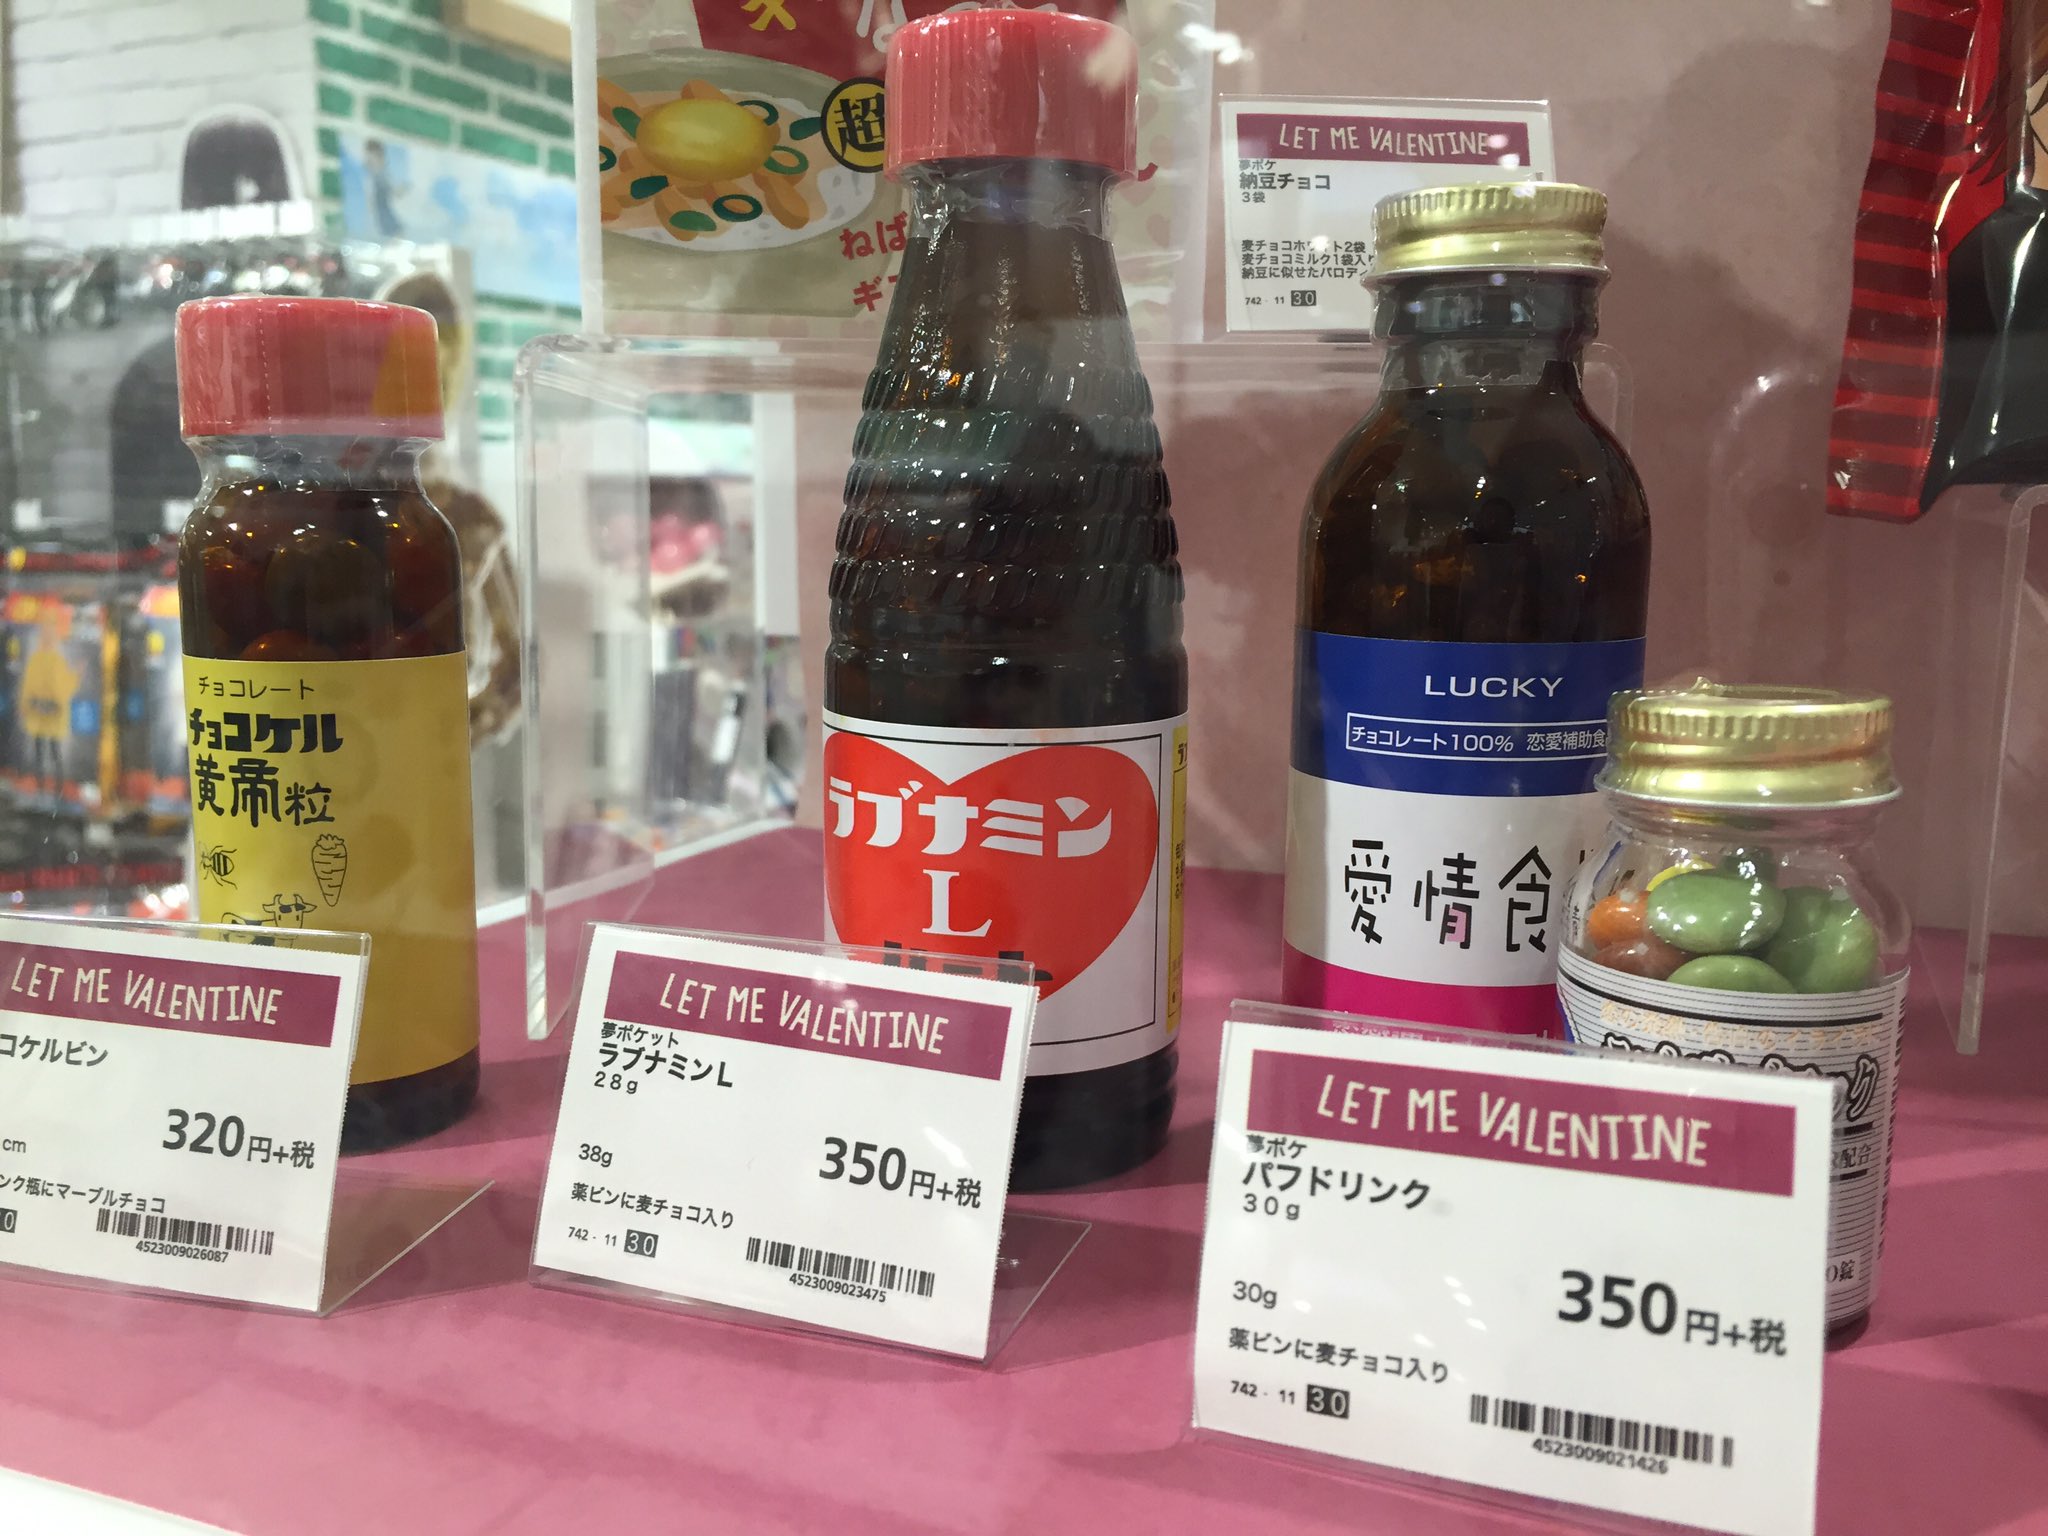 超
ねば
ギ
LET ME VALENTINE
夢ポケ
納豆チョコ
3袋
麦チョコホワイト2袋
麦チョコミルク1袋入り
納豆に似せたパロディ
742 - 11 30
チョコレート
チョコケル
黄帝粒
ラブナミン
L
ハート
LUCKY
チョコレート100% 恋愛補助食
愛情食
配合
0錠
LET ME VALENTINE
コケルビン
320円+税
cm
ンク瓶にマーブルチョコ
4523009026087
LET ME VALENTINE
夢ポケット
ラブナミンL
28g
38g
350円+税
薬ビンに麦チョコ入り
742 - 11 30
4523009023475
LET ME VALENTINE
夢ポケ
パフドリンク
30g
30g
350円+税
薬ビンに麦チョコ入り
742 - 11 30
4523009021426